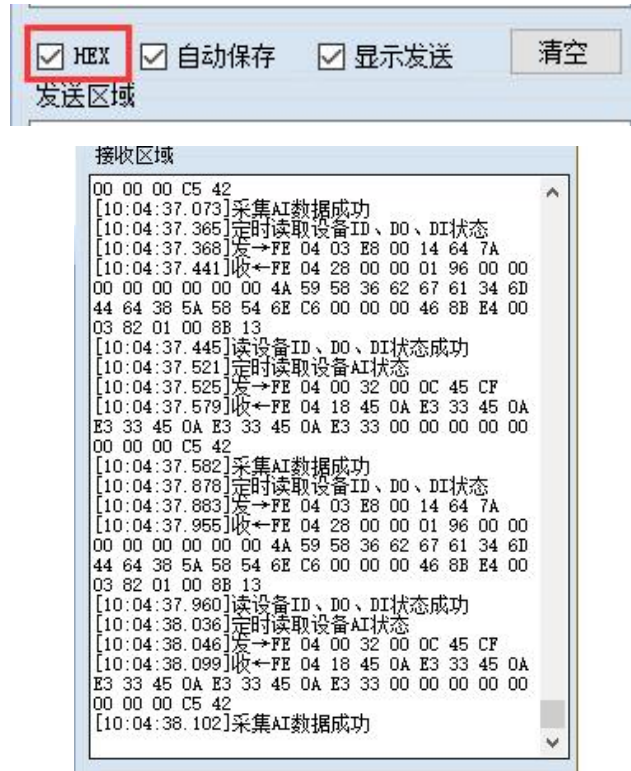 HEX 自动保存 显示发送 清空
发送区域
接收区域
00 00 00 C5 42
[10:04:37.073]采集AI数据成功
[10:04:37.365]定时读取设备ID、DO、DI状态
[10:04:37.368]发→FE 04 03 E8 00 14 64 7A
[10:04:37.441]收←FE 04 28 00 00 01 96 00 00
00 00 00 00 00 00 4A 59 58 36 62 67 61 34 6D
44 64 38 5A 58 54 6E C6 00 00 00 46 8B E4 00
03 82 01 00 8B 13
[10:04:37.445]读设备ID、DO、DI状态成功
[10:04:37.521]定时读取设备AI状态
[10:04:37.525]发→FE 04 00 32 00 0C 45 CF
[10:04:37.579]收←FE 04 18 45 0A E3 33 45 0A
E3 33 45 0A E3 33 45 0A E3 33 00 00 00 00 00
00 00 00 C5 42
[10:04:37.582]采集AI数据成功
[10:04:37.878]定时读取设备ID、DO、DI状态
[10:04:37.883]发→FE 04 03 E8 00 14 64 7A
[10:04:37.955]收←FE 04 28 00 00 01 96 00 00
00 00 00 00 00 00 4A 59 58 36 62 67 61 34 6D
44 64 38 5A 58 54 6E C6 00 00 00 46 8B E4 00
03 82 01 00 8B 13
[10:04:37.960]读设备ID、DO、DI状态成功
[10:04:38.036]定时读取设备AI状态
[10:04:38.046]发→FE 04 00 32 00 0C 45 CF
[10:04:38.099]收←FE 04 18 45 0A E3 33 45 0A
E3 33 45 0A E3 33 45 0A E3 33 00 00 00 00 00
00 00 00 C5 42
[10:04:38.102]采集AI数据成功